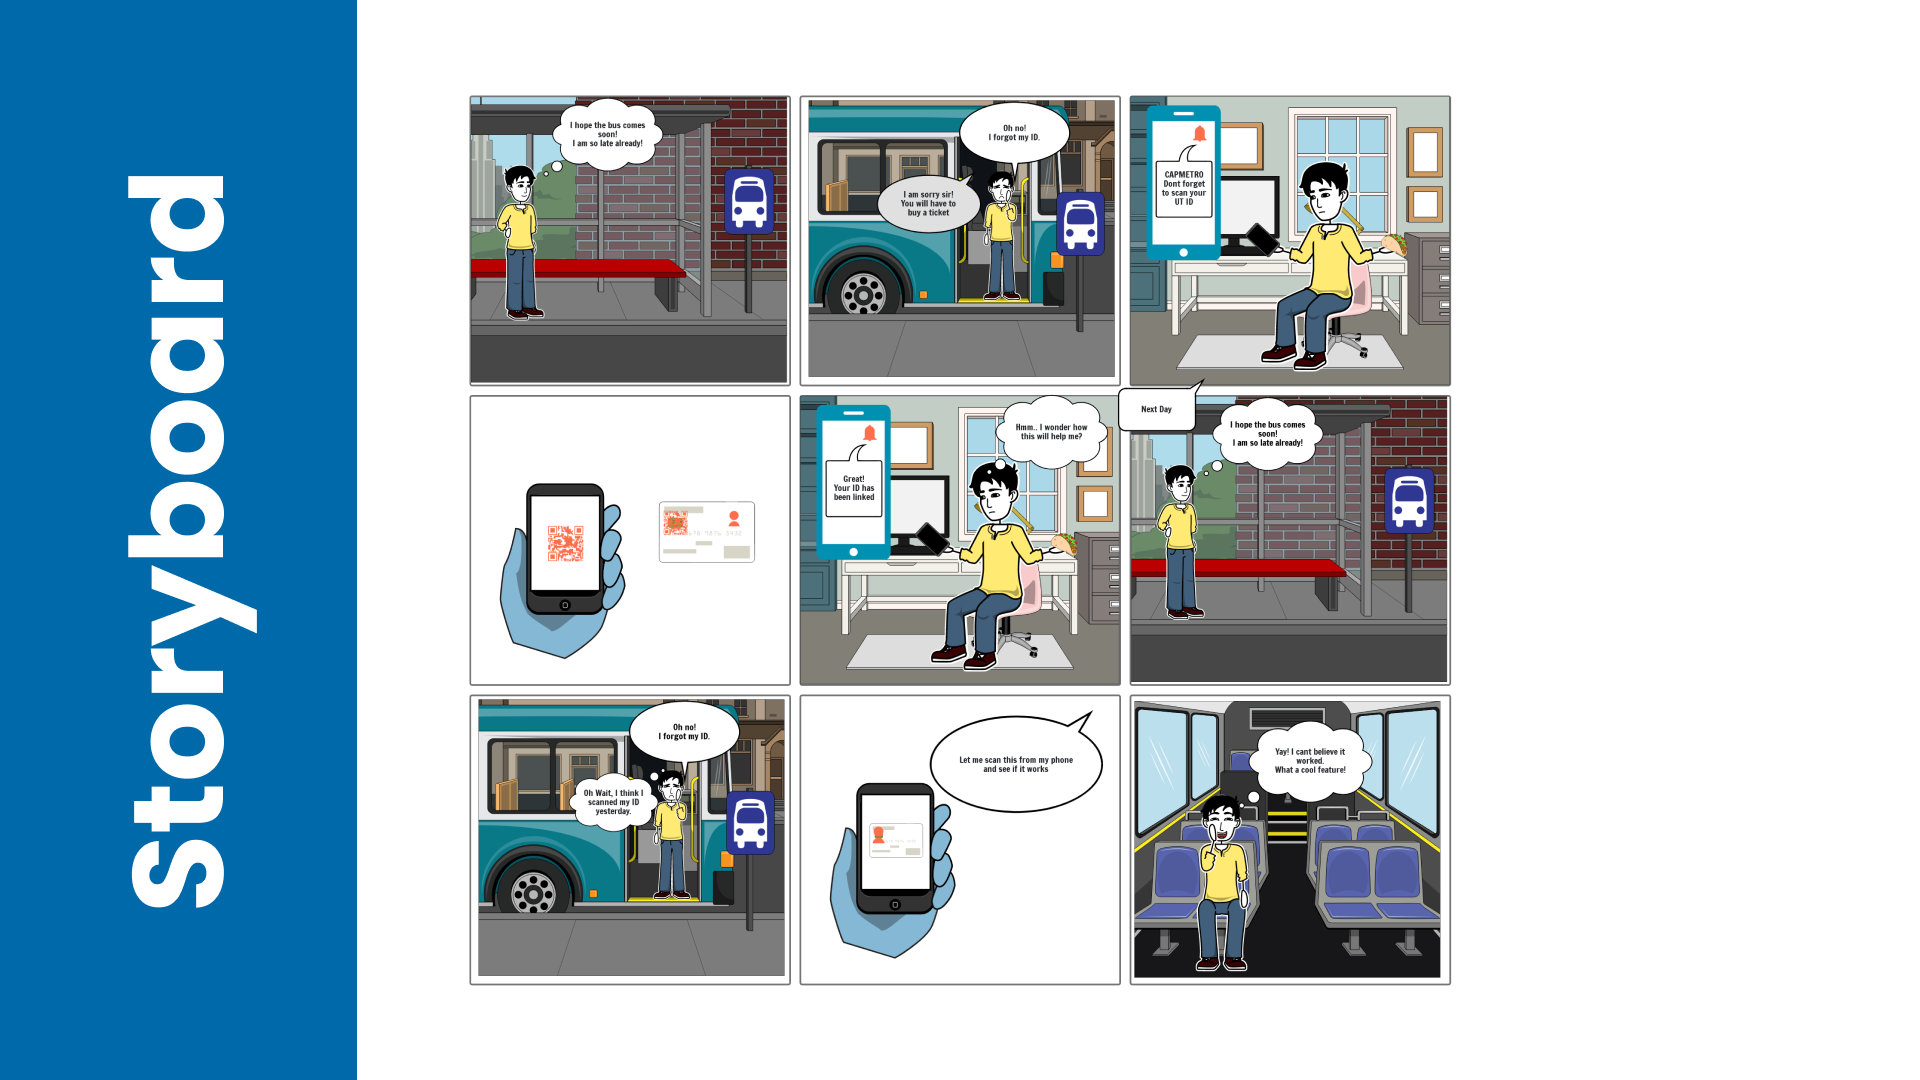 Storyboard
I hope the bus comes
soon!
I am so late already!
Oh no!
I forgot my ID.
I am sorry sir!
You will have to
buy a ticket
CAPMETRO
Dont forget
to scan your
UT ID
Great!
Your ID has
been linked
Hmm.. I wonder how
this will help me?
Next Day
I hope the bus comes
soon!
I am so late already!
Oh no!
I forgot my ID.
Oh Wait, I think I
scanned my ID
yesterday.
Let me scan this from my phone
and see if it works
Yay! I cant believe it
worked.
What a cool feature!